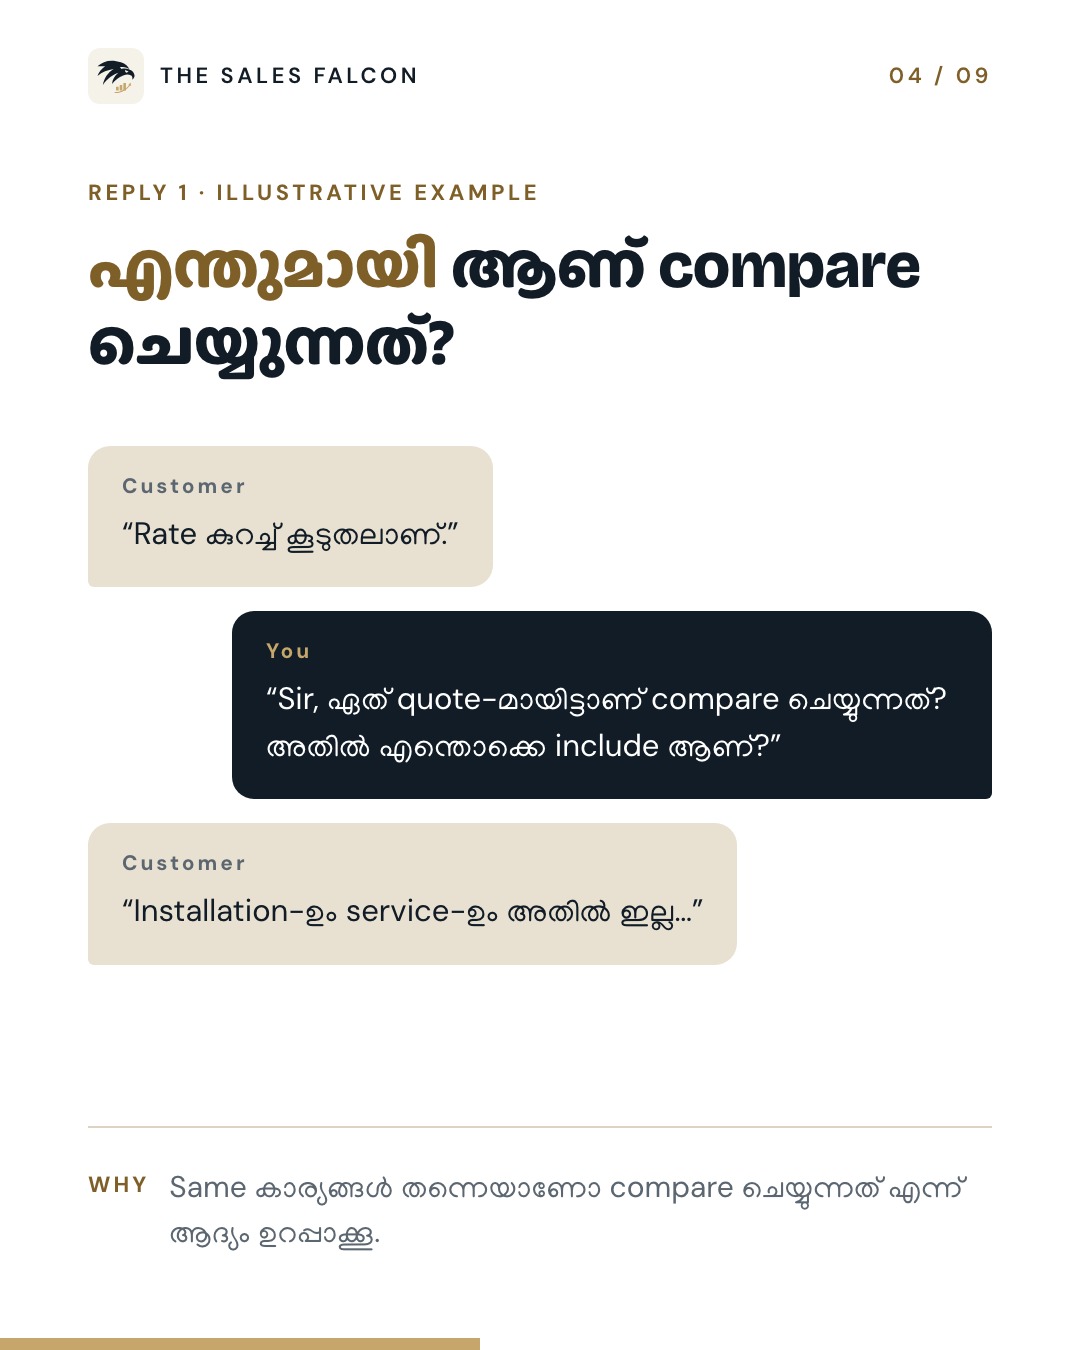 THE SALES FALCON
04 / 09
REPLY 1 · ILLUSTRATIVE EXAMPLE
എന്തുമായി ആണ് compare
ചെയ്യുന്നത്?
Customer
“Rate കുറച്ച് കൂടുതലാണ്.”
You
“Sir, ഏത് quote-മായിട്ടാണ് compare ചെയ്യുന്നത്?
അതിൽ എന്തൊക്കെ include ആണ്?”
Customer
“Installation-ഉം service-ഉം അതിൽ ഇല്ല…”
WHY
Same കാര്യങ്ങൾ തന്നെയാണോ compare ചെയ്യുന്നത് എന്ന്
ആദ്യം ഉറപ്പാക്കൂ.